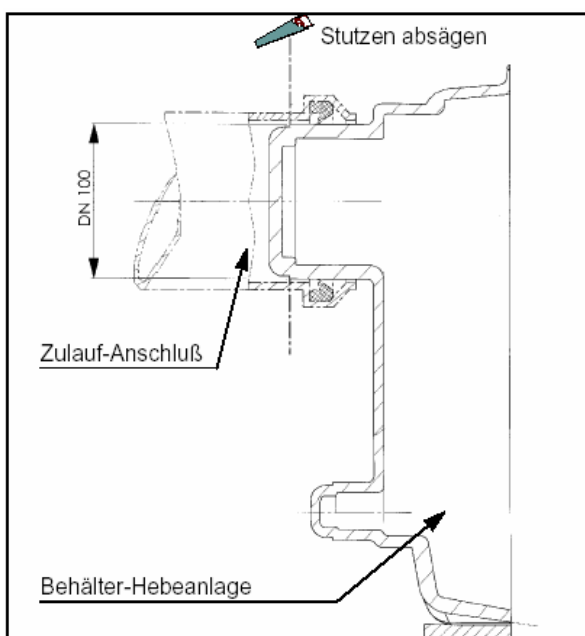 Stutzen absägen
DN 100
Zulauf-Anschluß
Behälter-Hebeanlage